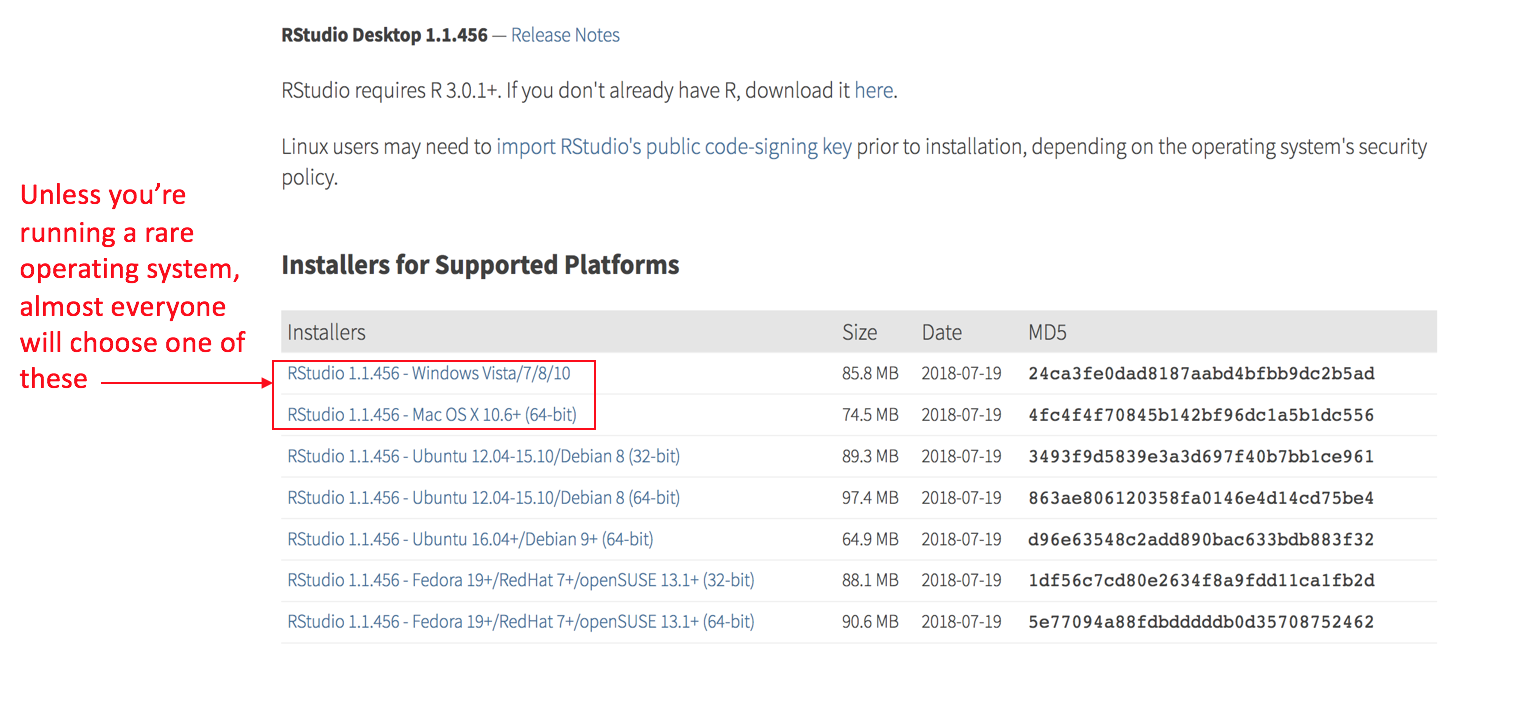 RStudio Desktop 1.1.456 — Release Notes
RStudio requires R 3.0.1+. If you don't already have R, download it here.
Linux users may need to import RStudio's public code-signing key prior to installation, depending on the operating system's security
policy.
Unless you’re
running a rare
operating system,
almost everyone
will choose one of
these
Installers for Supported Platforms
Installers Size Date MD5
RStudio 1.1.456 - Windows Vista/7/8/10 85.8 MB 2018-07-19 24ca3fe0dad8187aabd4bfbb9dc2b5ad
RStudio 1.1.456 - Mac OS X 10.6+ (64-bit) 74.5 MB 2018-07-19 4fc4f4f70845b142bf96dc1a5b1dc556
RStudio 1.1.456 - Ubuntu 12.04-15.10/Debian 8 (32-bit) 89.3 MB 2018-07-19 3493f9d5839e3a3d697f40b7bb1ce961
RStudio 1.1.456 - Ubuntu 12.04-15.10/Debian 8 (64-bit) 97.4 MB 2018-07-19 863ae806120358fa0146e4d14cd75be4
RStudio 1.1.456 - Ubuntu 16.04+/Debian 9+ (64-bit) 64.9 MB 2018-07-19 d96e63548c2add890bac633bdb883f32
RStudio 1.1.456 - Fedora 19+/RedHat 7+/openSUSE 13.1+ (32-bit) 88.1 MB 2018-07-19 1df56c7cd80e2634f8a9fdd11ca1fb2d
RStudio 1.1.456 - Fedora 19+/RedHat 7+/openSUSE 13.1+ (64-bit) 90.6 MB 2018-07-19 5e77094a88fdbdddddb0d35708752462